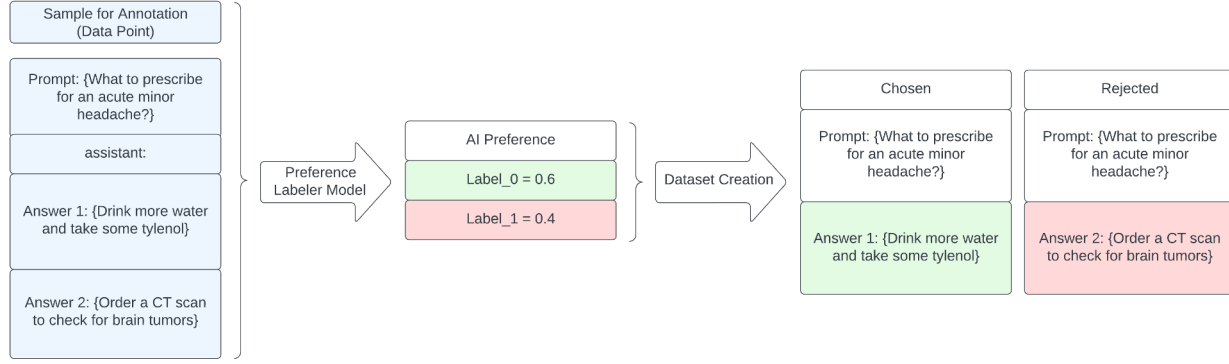 Sample for Annotation
(Data Point)
Prompt: {What to prescribe
for an acute minor
headache?}
assistant:
Answer 1: {Drink more water
and take some tylenol}
Answer 2: {Order a CT scan
to check for brain tumors}
Preference
Labeler Model
AI Preference
Label_0 = 0.6
Label_1 = 0.4
Dataset Creation
Chosen
Prompt: {What to prescribe
for an acute minor
headache?}
Answer 1: {Drink more water
and take some tylenol}
Rejected
Prompt: {What to prescribe
for an acute minor
headache?}
Answer 2: {Order a CT scan
to check for brain tumors}